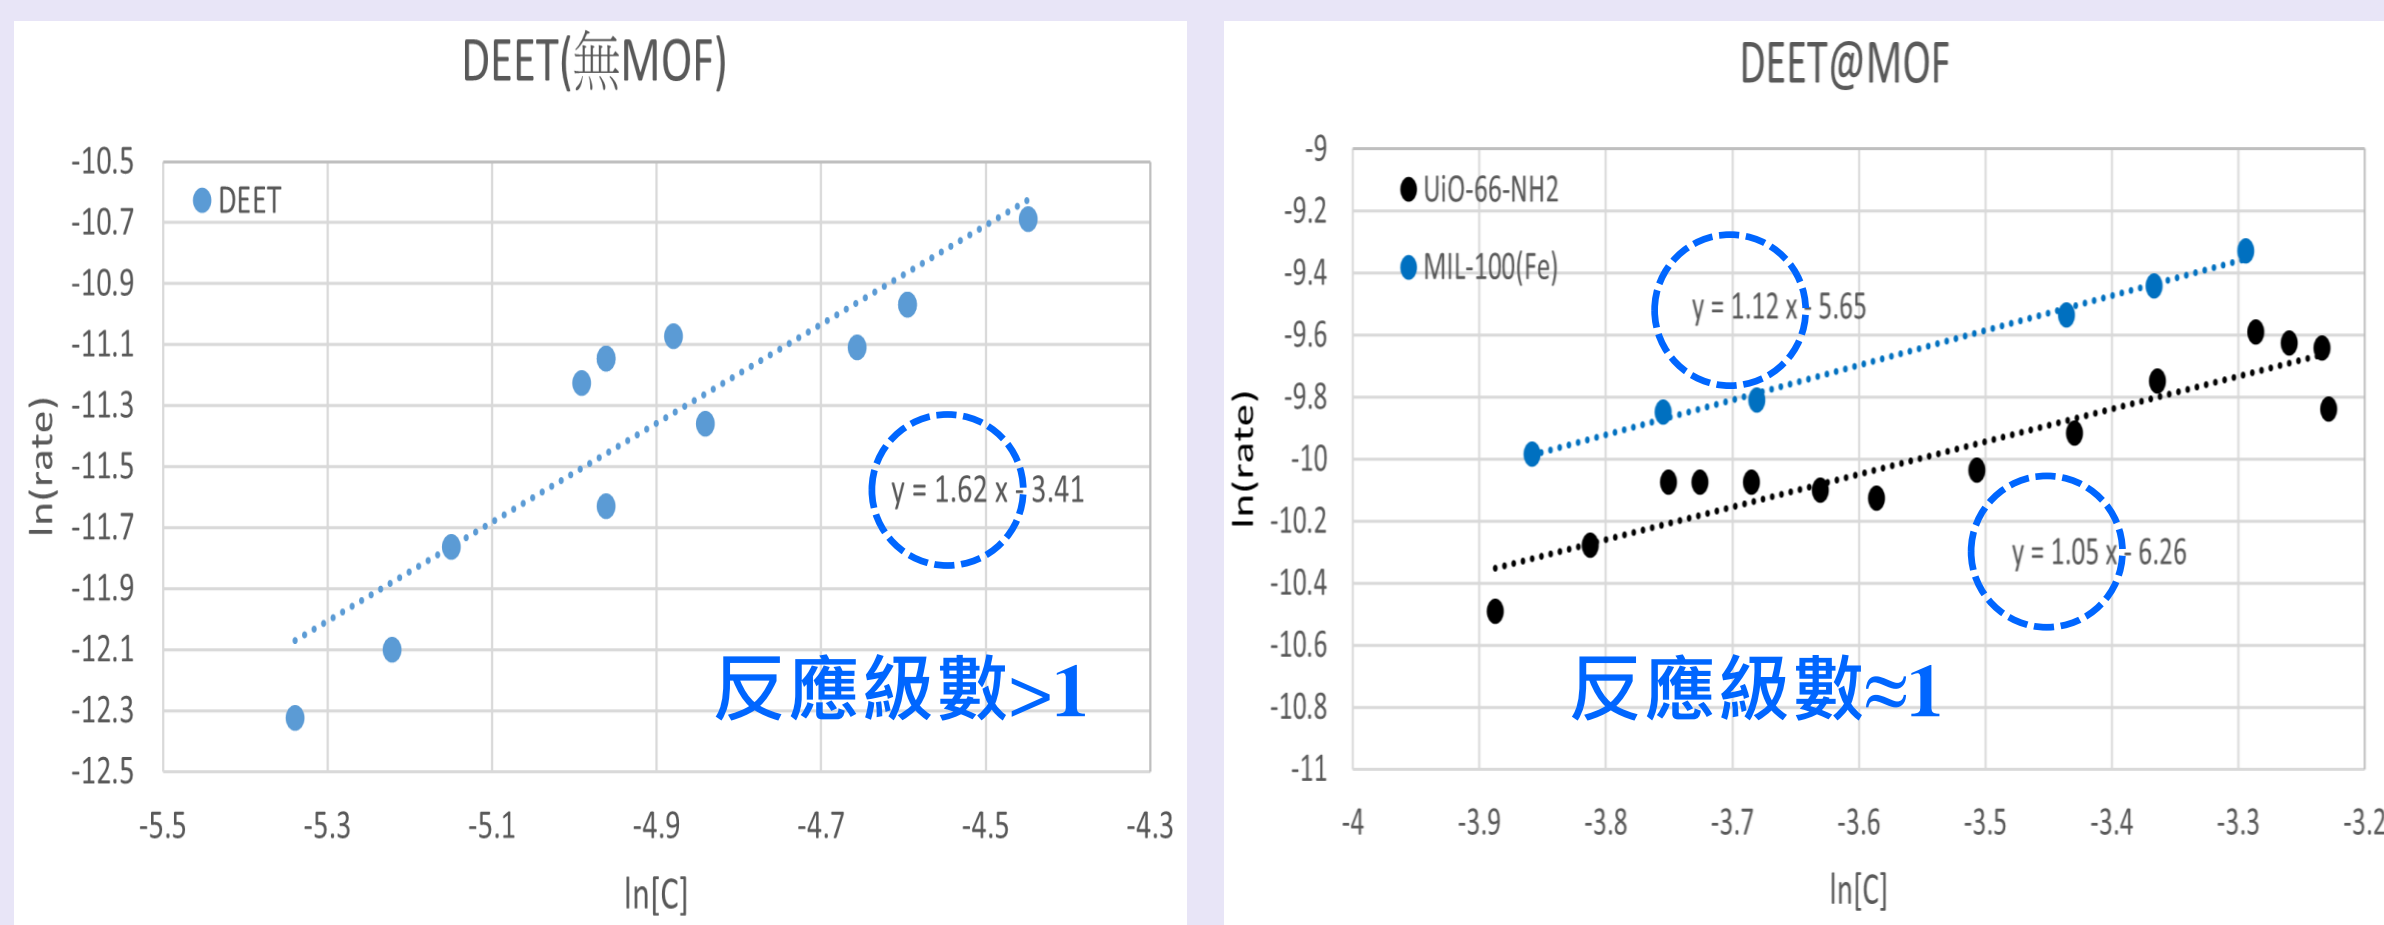 DEET(無MOF)
DEET
-10.5
-10.7
-10.9
-11.1
-11.3
-11.5
-11.7
-11.9
-12.1
-12.3
-12.5
ln(rate)
y = 1.62 x - 3.41
反應級數>1
-5.5 -5.3 -5.1 -4.9 -4.7 -4.5 -4.3
ln[C]
DEET@MOF
UiO-66-NH2
MIL-100(Fe)
-9
-9.2
-9.4
-9.6
-9.8
-10
-10.2
-10.4
-10.6
-10.8
-11
ln(rate)
y = 1.12 x - 5.65
y = 1.05 x - 6.26
反應級數≈1
-4 -3.9 -3.8 -3.7 -3.6 -3.5 -3.4 -3.3 -3.2
ln[C]